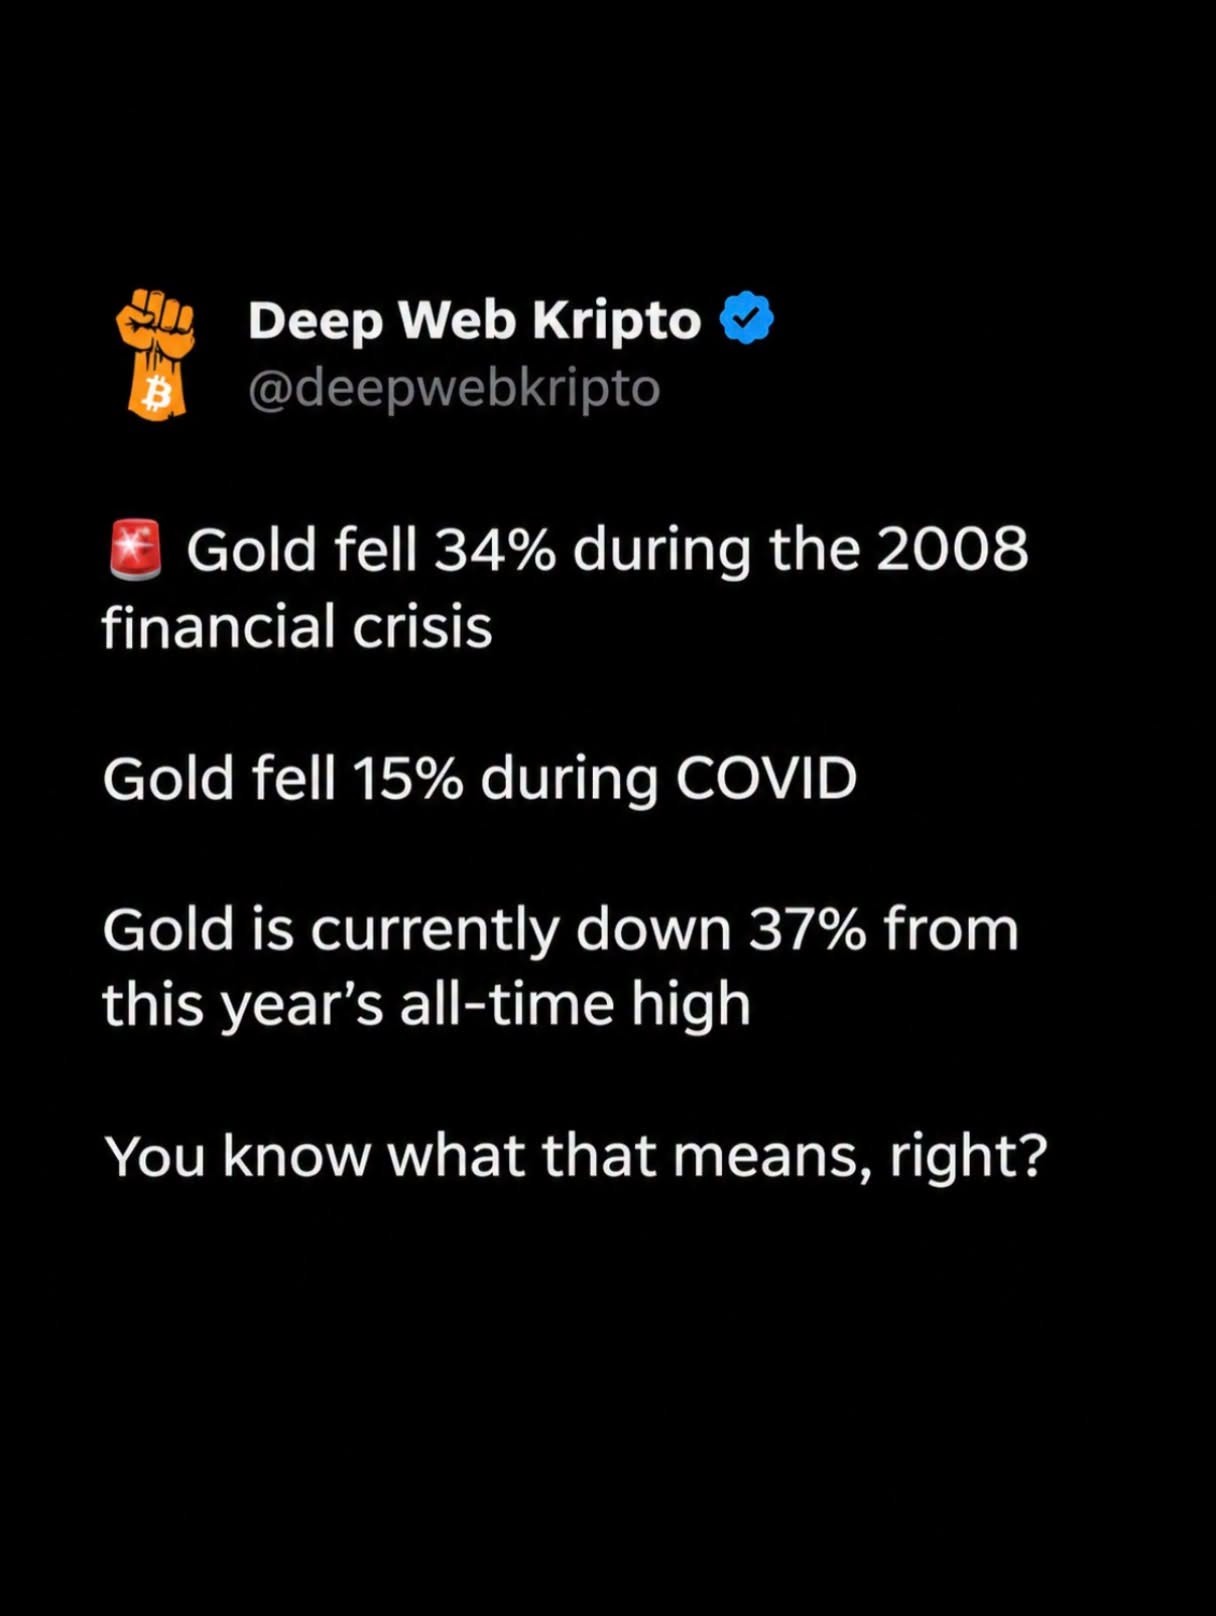 Deep Web Kripto
@deepwebkripto
🚨 Gold fell 34% during the 2008
financial crisis
Gold fell 15% during COVID
Gold is currently down 37% from
this year’s all-time high
You know what that means, right?